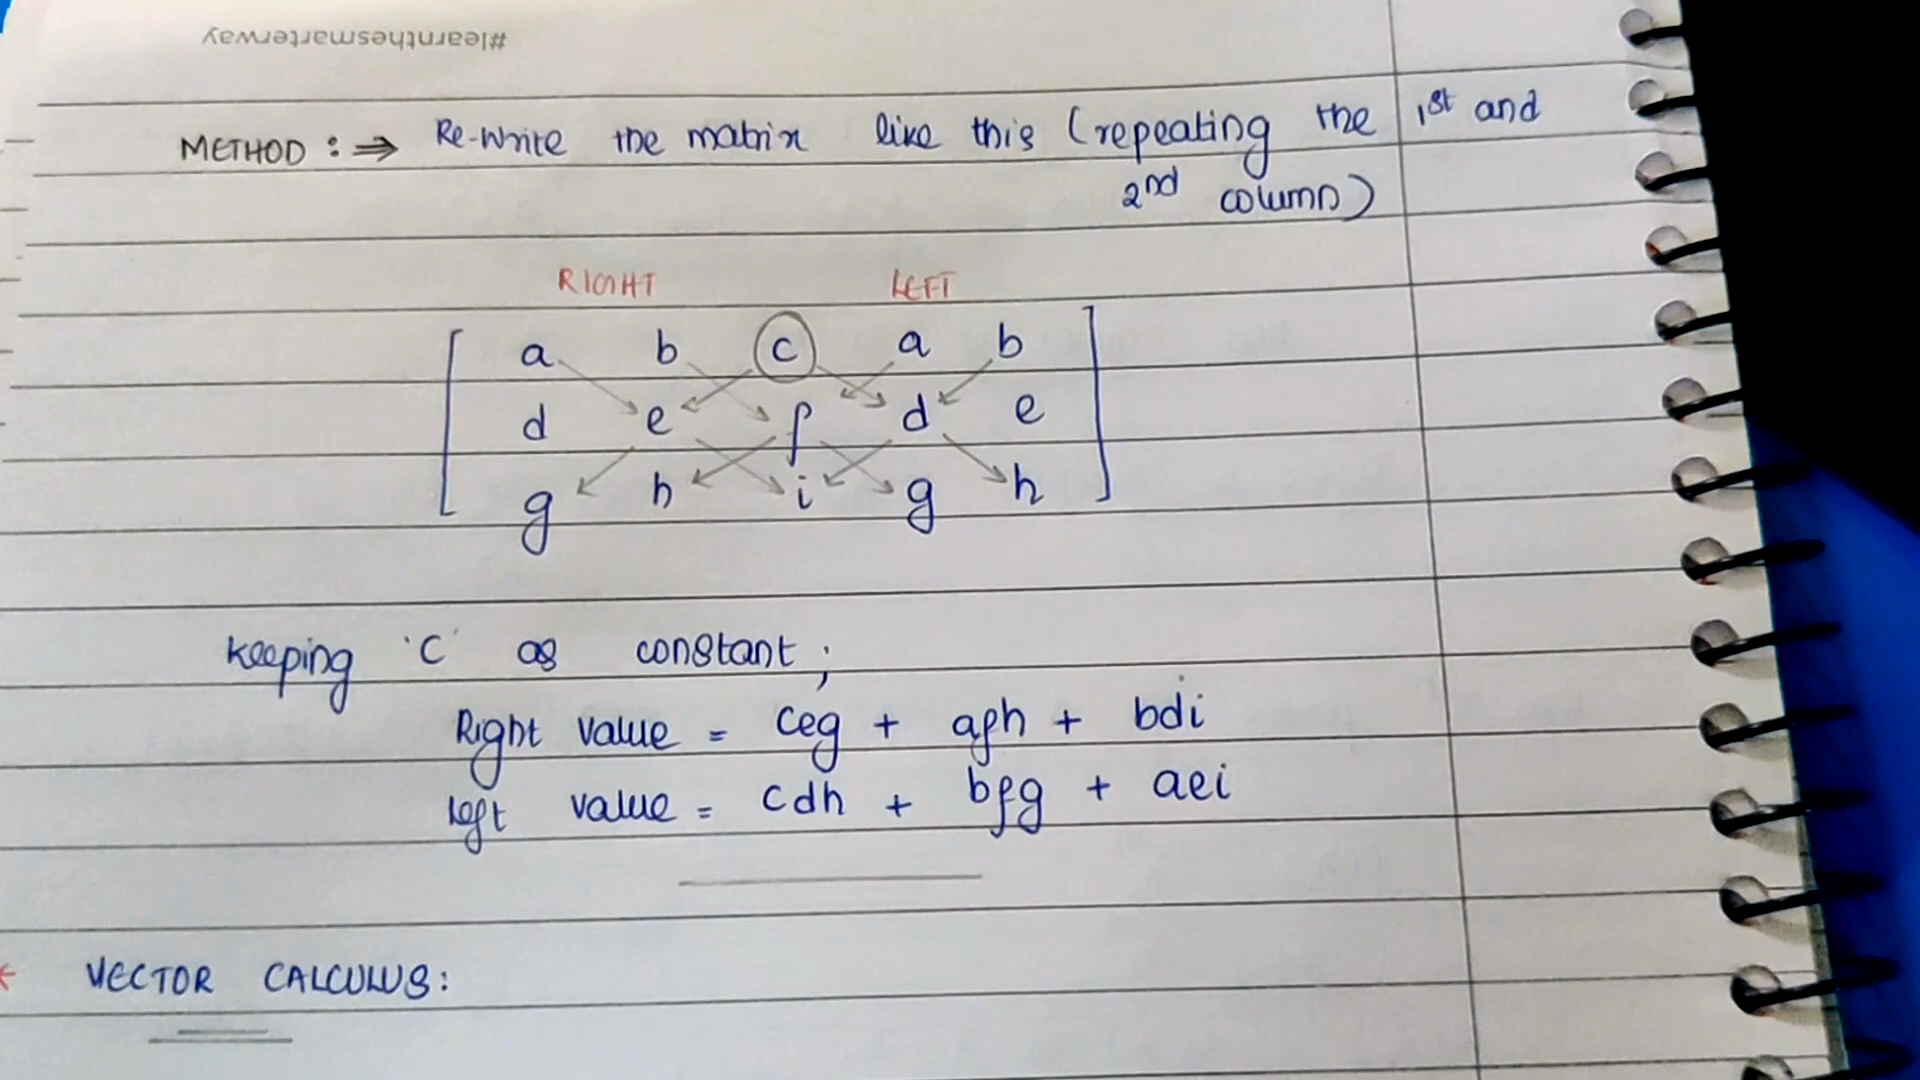 #learnthesmarterway
METHOD : ⇒ Re-write the matrix like this (repeating the 1st and
2nd column)
RIGHT LEFT
a b c a b
d e f d e
g h i g h
keeping 'C' as constant ;
Right value = ceg + afh + bdi
left value = cdh + bfg + aei
VECTOR CALCULUS: